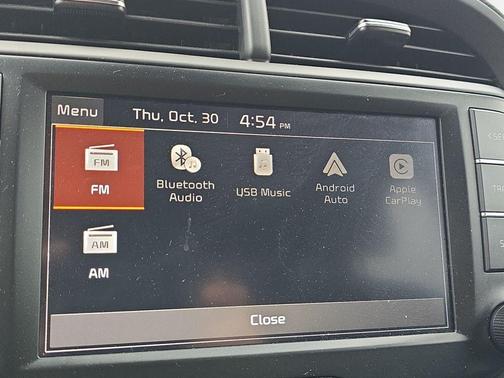 Menu Thu, Oct. 30 4:54 PM
FM
FM
Bluetooth
Audio
USB Music
Android
Auto
Apple
CarPlay
AM
AM
Close